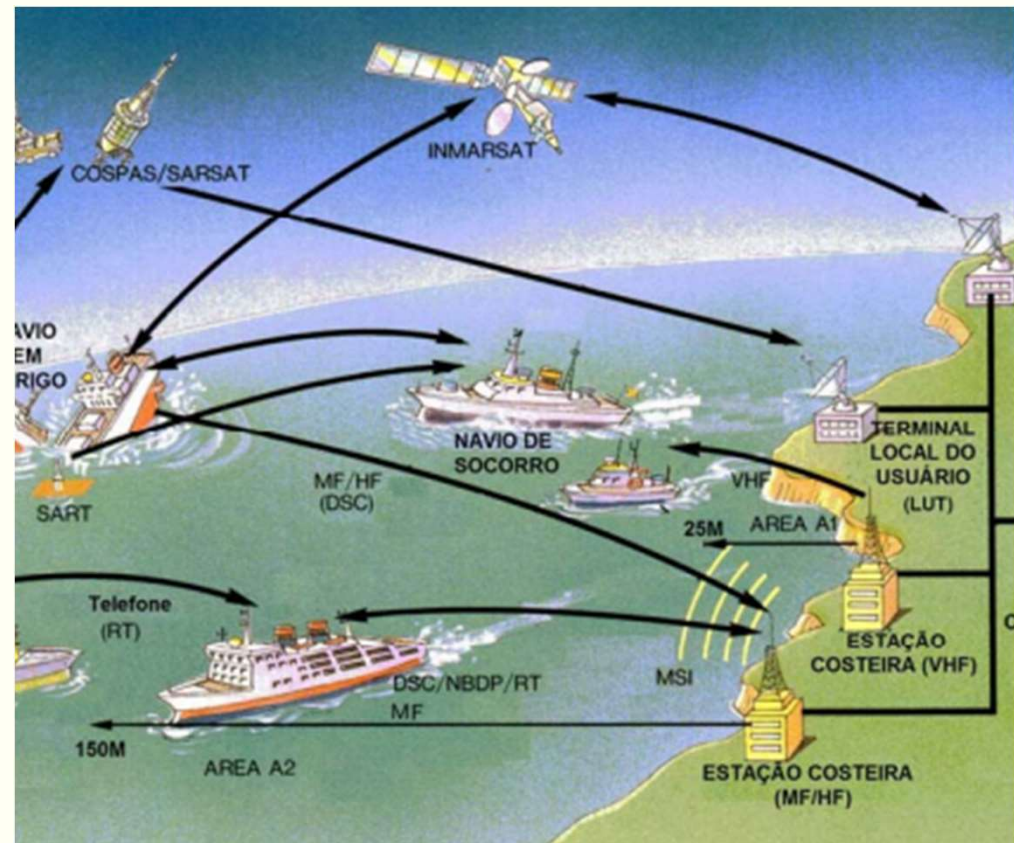 INMARSAT
COSPAS/SARSAT
AVIO
EM
RIGO
NAVIO DE
SOCORRO
TERMINAL
LOCAL DO
USUÁRIO
(LUT)
MF/HF
(DSC)
VHF
SART
25M
AREA A1
Telefone
(RT)
ESTAÇÃO
COSTEIRA (VHF)
MSI
DSC/NBDP/RT
MF
150M
AREA A2
ESTAÇÃO COSTEIRA
(MF/HF)